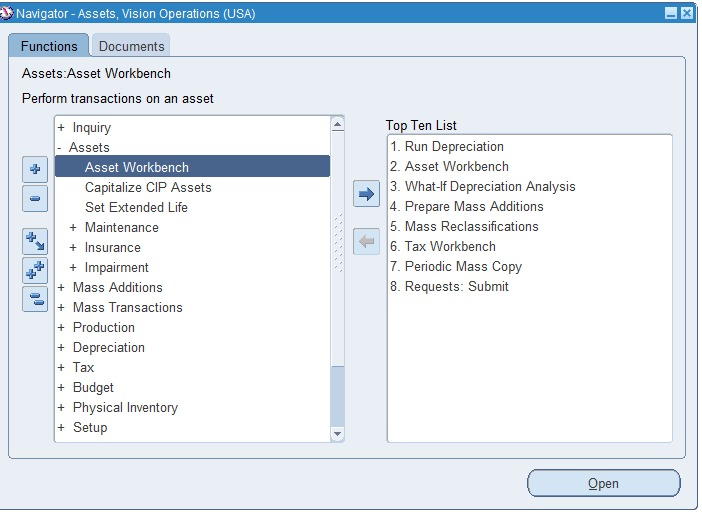 Navigator - Assets, Vision Operations (USA)
Functions
Documents
Assets:Asset Workbench
Perform transactions on an asset
+ Inquiry
- Assets
Asset Workbench
Capitalize CIP Assets
Set Extended Life
+ Maintenance
+ Insurance
+ Impairment
+ Mass Additions
+ Mass Transactions
+ Production
+ Depreciation
+ Tax
+ Budget
+ Physical Inventory
+ Setup
Top Ten List
1. Run Depreciation
2. Asset Workbench
3. What-If Depreciation Analysis
4. Prepare Mass Additions
5. Mass Reclassifications
6. Tax Workbench
7. Periodic Mass Copy
8. Requests: Submit
Open